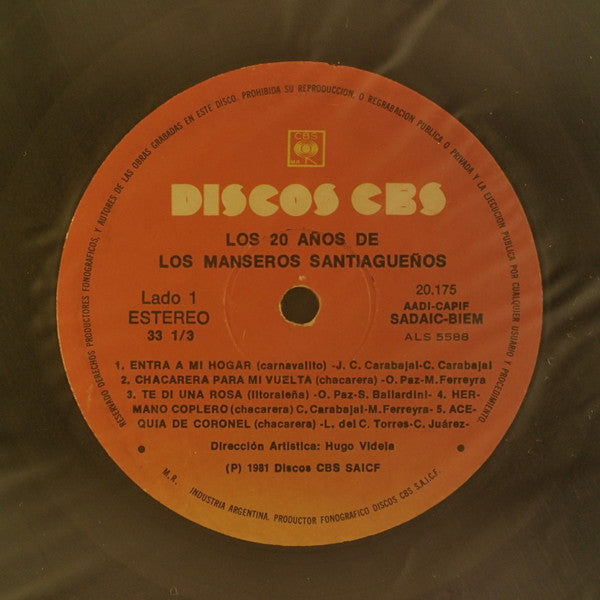 RESERVADO DERECHOS PRODUCTORES FONOGRAFICOS, Y AUTORES DE LAS OBRAS GRABADAS EN ESTE DISCO. PROHIBIDA SU REPRODUCCION, O REGRABACION PUBLICA O PRIVADA Y LA EJECUCION PUBLICA POR CUALQUIER USUARIO Y PROCEDIMIENTO
CBS
M.R.
DISCOS CBS
LOS 20 AÑOS DE
LOS MANSEROS SANTIAGUEÑOS
Lado 1
ESTEREO
33 1/3
20.175
AADI-CAPIF
SADAIC-BIEM
ALS 5588
1. ENTRA A MI HOGAR (carnavalito) -J. C. Carabajal-C. Carabajal
2. CHACARERA PARA MI VUELTA (chacarera) -O. Paz-M. Ferreyra
3. TE DI UNA ROSA (litoraleña) -O. Paz-S. Ballardini- 4. HER-
MANO COPLERO (chacarera) C. Carabajal-M. Ferreyra- 5. ACE-
QUIA DE CORONEL (chacarera) -L. del C. Torres-C. Juárez-
Dirección Artística: Hugo Videla
(P) 1981 Discos CBS SAICF
M.R. INDUSTRIA ARGENTINA. PRODUCTOR FONOGRAFICO DISCOS CBS S.A.I.C.F.